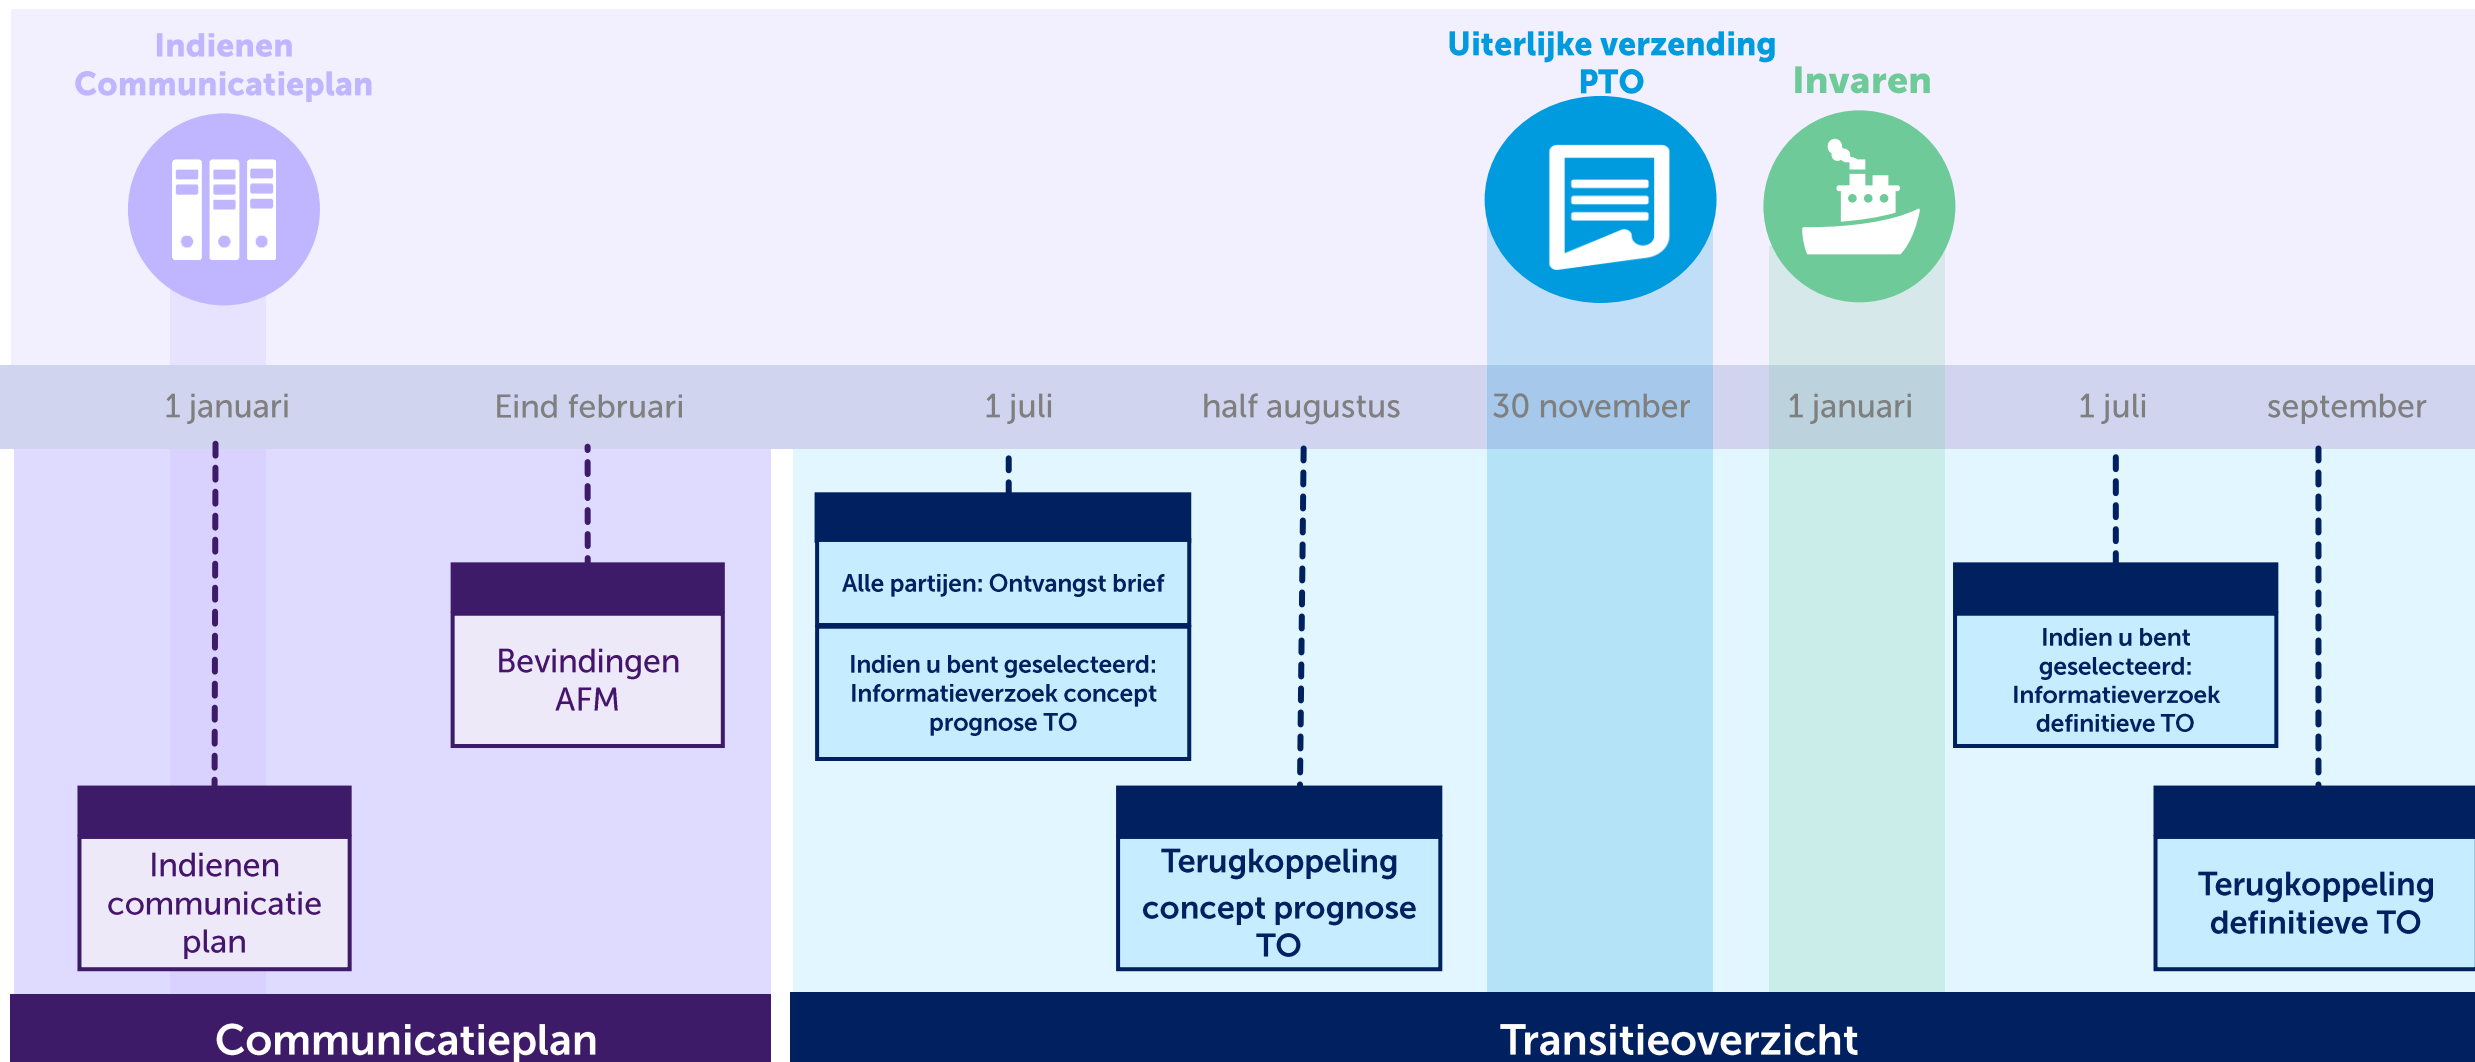 Indienen
Communicatieplan
Uiterlijke verzending
PTO
Invaren
1 januari
Eind februari
1 juli
half augustus
30 november
1 januari
1 juli
september
Alle partijen: Ontvangst brief
Indien u bent geselecteerd:
Informatieverzoek concept
prognose TO
Bevindingen
AFM
Indien u bent
geselecteerd:
Informatieverzoek
definitieve TO
Indienen
communicatie
plan
Terugkoppeling
concept prognose
TO
Terugkoppeling
definitieve TO
Communicatieplan
Transitieoverzicht